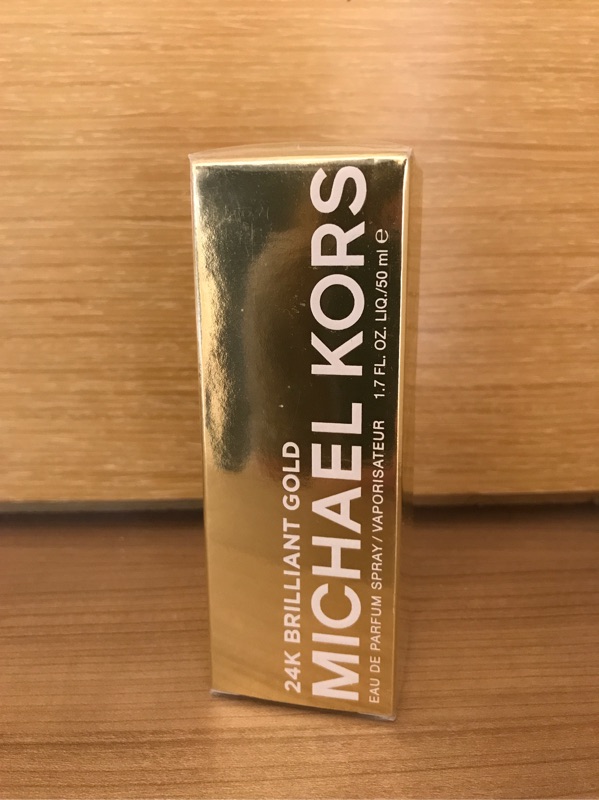 24K BRILLIANT GOLD
MICHAEL KORS
EAU DE PARFUM SPRAY / VAPORISATEUR 1.7 FL. OZ. LIQ./50 ml ℮